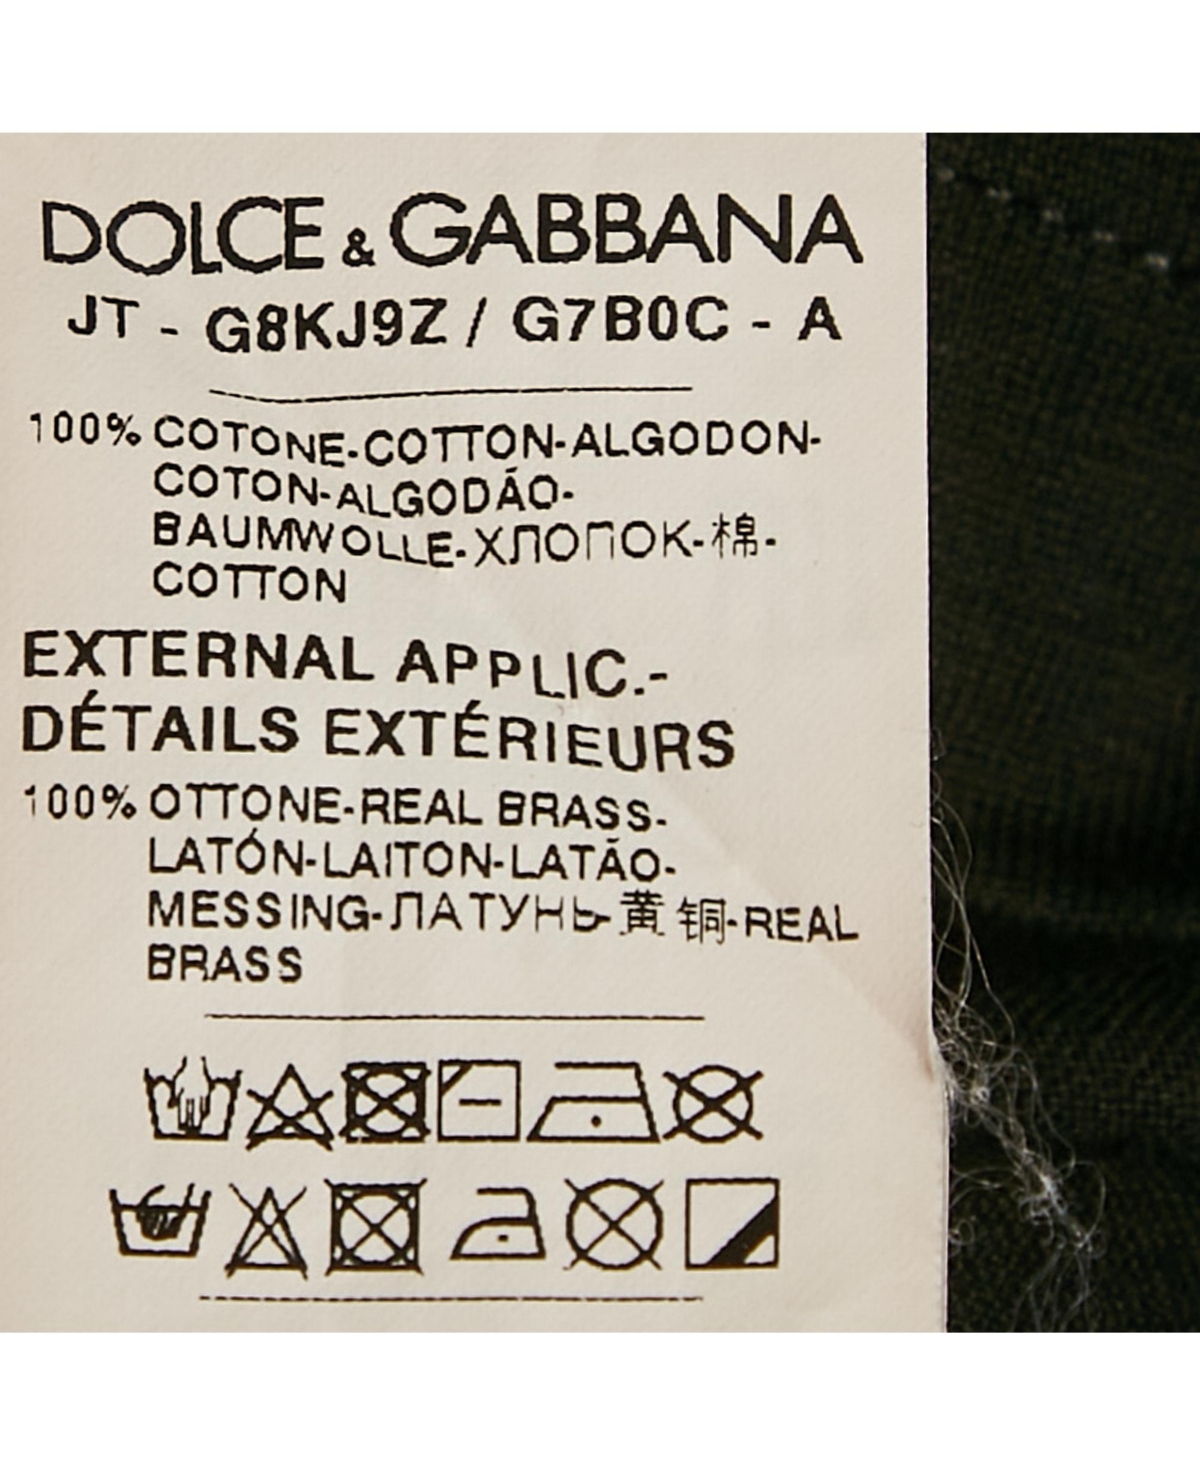 DOLCE & GABBANA
JT - G8KJ9Z / G7B0C - A
100% COTONE-COTTON-ALGODON-
COTON-ALGODÃO-
BAUMWOLLE-ХЛОПОК-棉-
COTTON
EXTERNAL APPLIC.-
DÉTAILS EXTÉRIEURS
100% OTTONE-REAL BRASS-
LATÓN-LAITON-LATÃO-
MESSING-ЛАТУНЬ-黄铜-REAL
BRASS